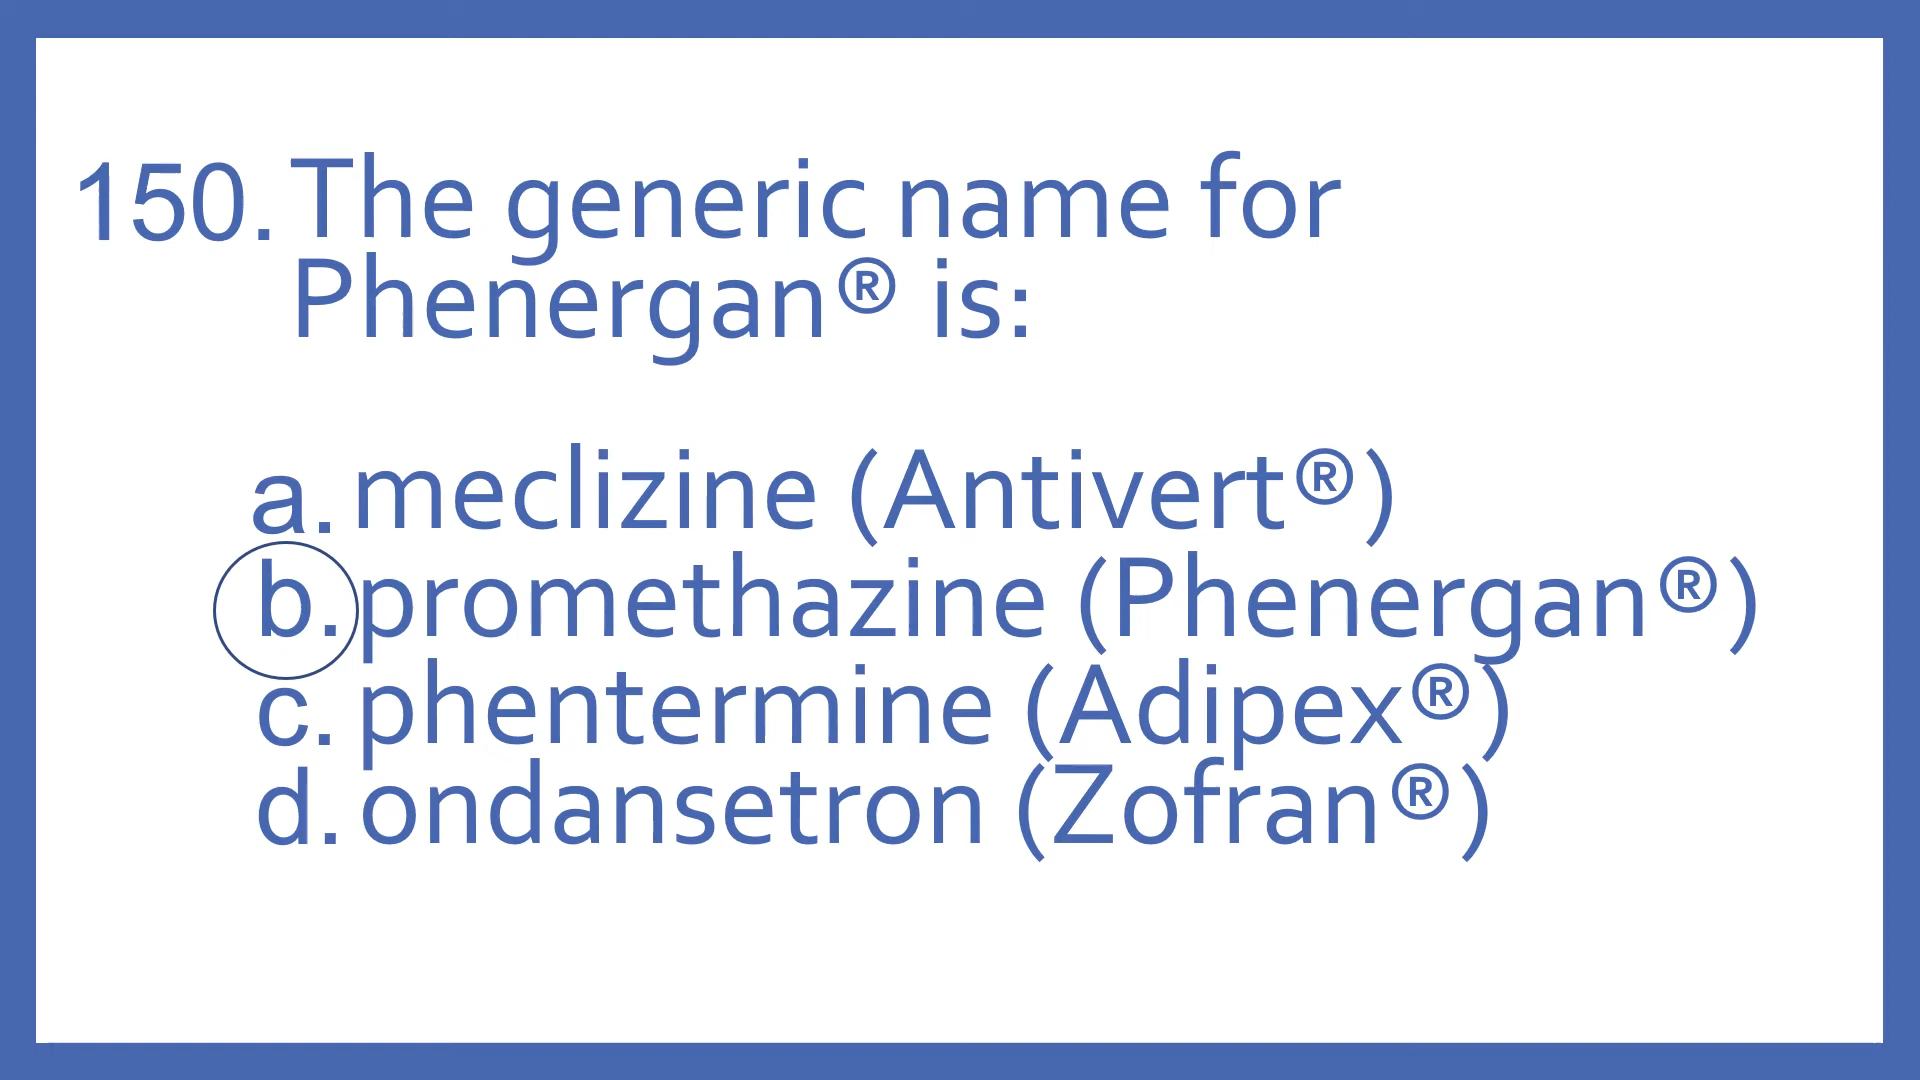 150. The generic name for
Phenergan® is:
a. meclizine (Antivert®)
b. promethazine (Phenergan®)
c. phentermine (Adipex®)
d. ondansetron (Zofran®)